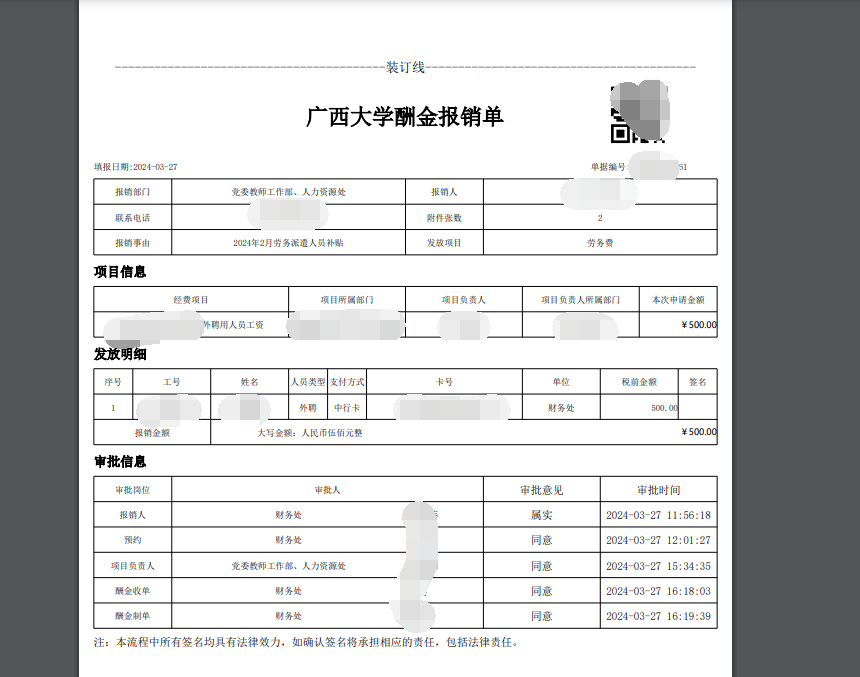 装订线
广西大学酬金报销单
填报日期:2024-03-27 单据编号 51
报销部门 党委教师工作部、人力资源处 报销人
联系电话 附件张数 2
报销事由 2024年2月劳务派遣人员补贴 发放项目 劳务费
项目信息
经费项目 项目所属部门 项目负责人 项目负责人所属部门 本次申请金额
外聘用人员工资 ¥500.00
发放明细
序号 工号 姓名 人员类型 支付方式 卡号 单位 税前金额 签名
1 外聘 中行卡 财务处 500.00
报销金额 大写金额：人民币伍佰元整 ¥500.00
审批信息
审批岗位 审批人 审批意见 审批时间
报销人 财务处 属实 2024-03-27 11:56:18
预约 财务处 同意 2024-03-27 12:01:27
项目负责人 党委教师工作部、人力资源处 同意 2024-03-27 15:34:35
酬金收单 财务处 同意 2024-03-27 16:18:03
酬金制单 财务处 同意 2024-03-27 16:19:39
注：本流程中所有签名均具有法律效力，如确认签名将承担相应的责任，包括法律责任。